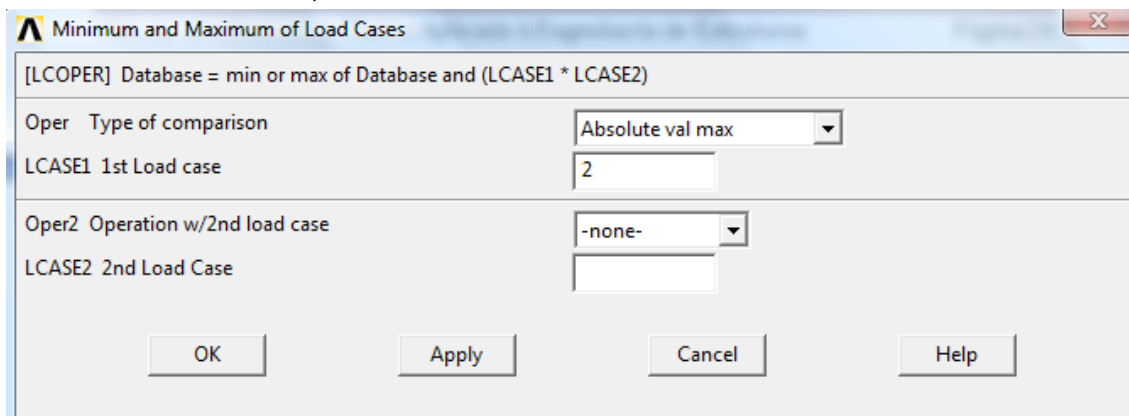 Minimum and Maximum of Load Cases
[LCOPER] Database = min or max of Database and (LCASE1 * LCASE2)
Oper Type of comparison Absolute val max
LCASE1 1st Load case 2
Oper2 Operation w/2nd load case -none-
LCASE2 2nd Load Case
OK Apply Cancel Help